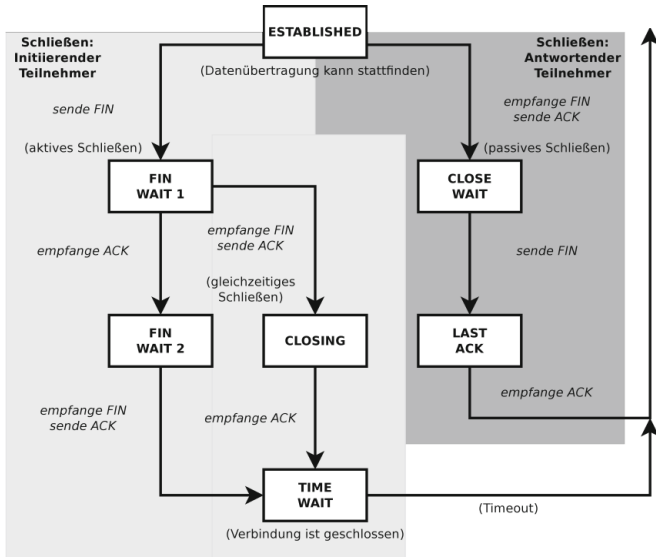 ESTABLISHED
Schließen:
Initiierender
Teilnehmer
Schließen:
Antwortender
Teilnehmer
(Datenübertragung kann stattfinden)
sende FIN
empfange FIN
sende ACK
(aktives Schließen)
(passives Schließen)
FIN
WAIT 1
CLOSE
WAIT
empfange ACK
empfange FIN
sende ACK
sende FIN
(gleichzeitiges
Schließen)
FIN
WAIT 2
CLOSING
LAST
ACK
empfange FIN
sende ACK
empfange ACK
empfange ACK
TIME
WAIT
(Timeout)
(Verbindung ist geschlossen)